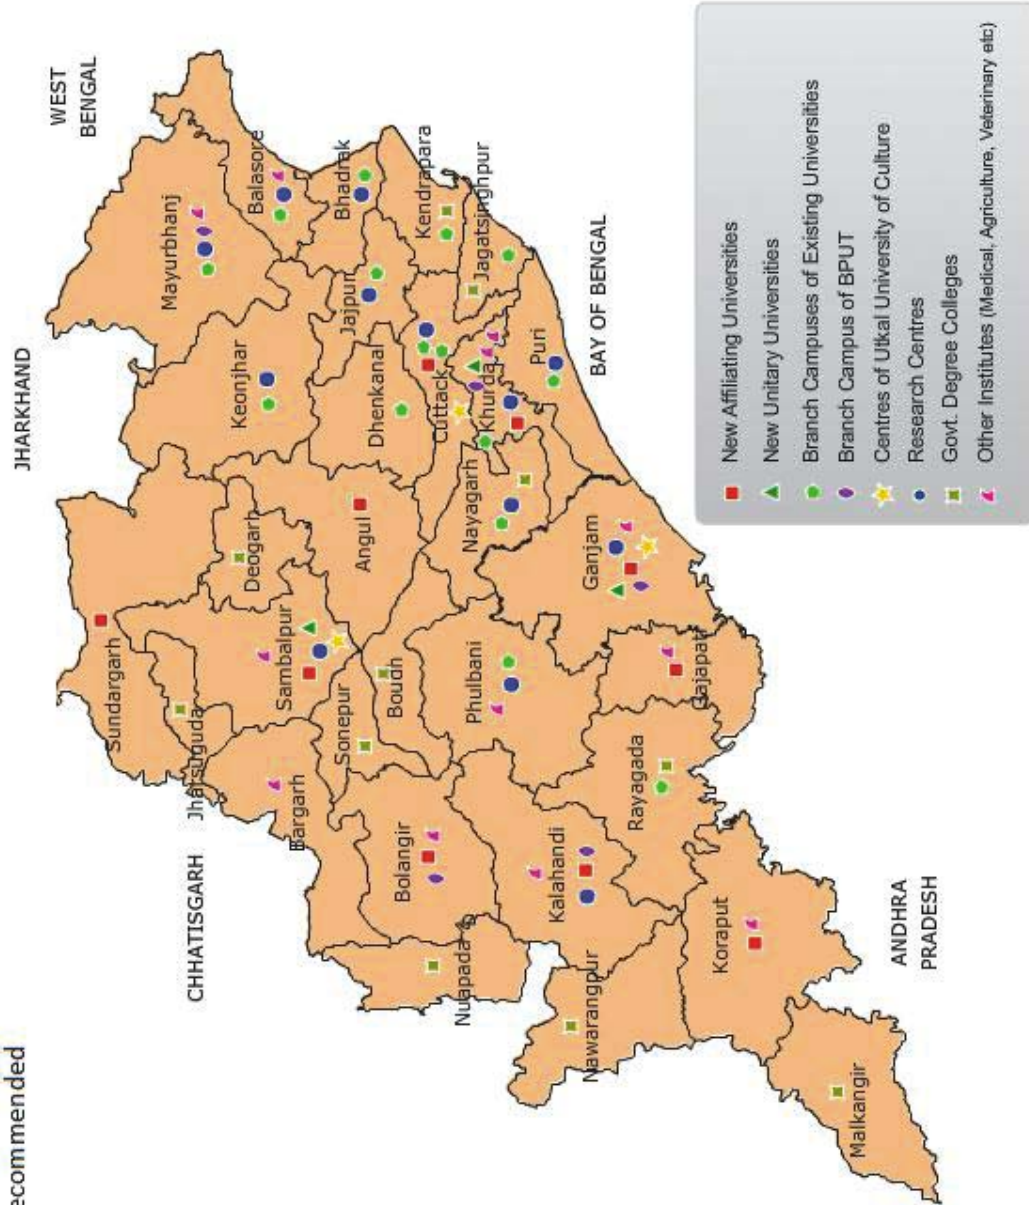 ecommended
JHARKHAND
WEST
BENGAL
CHHATISGARH
BAY OF BENGAL
ANDHRA
PRADESH
Sundargarh
Jharsuguda
Sambalpur
Deogarh
Keonjhar
Mayurbhanj
Balasore
Bhadrak
Bargarh
Sonepur
Angul
Dhenkanal
Jajpur
Kendrapara
Jagatsinghpur
Cuttack
Khurda
Puri
Nayagarh
Boudh
Bolangir
Nuapada
Phulbani
Ganjam
Kalahandi
Rayagada
Gajapati
Nawarangpur
Koraput
Malkangir
New Affiliating Universities
New Unitary Universities
Branch Campuses of Existing Universities
Branch Campus of BPUT
Centres of Utkal University of Culture
Research Centres
Govt. Degree Colleges
Other Institutes (Medical, Agriculture, Veterinary etc)